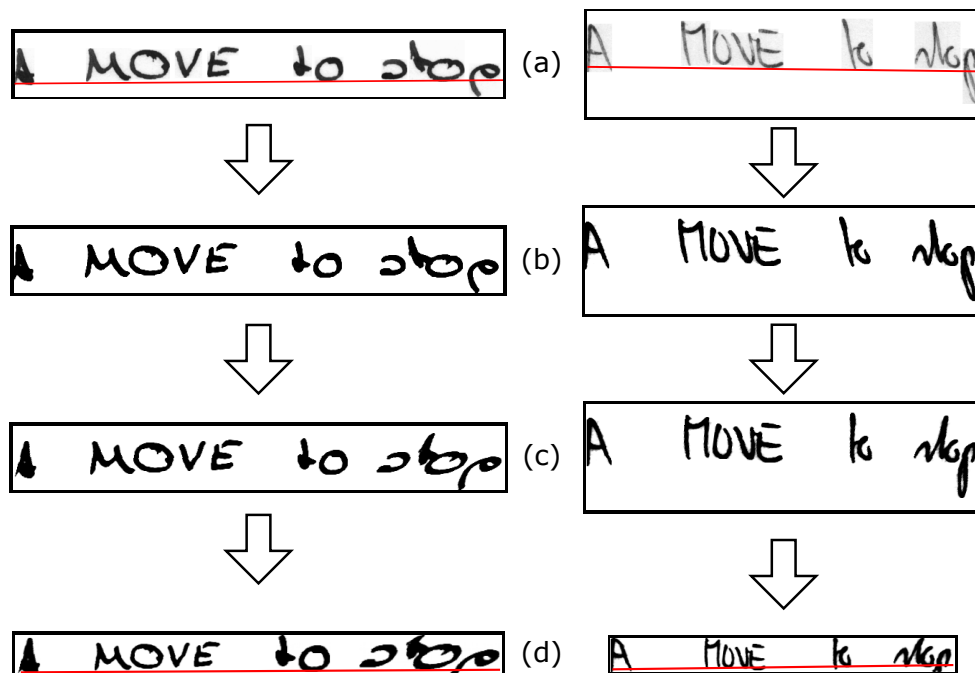 A MOVE to stop (a) A MOVE to stop
A MOVE to stop (b) A MOVE to stop
A MOVE to stop (c) A MOVE to stop
A MOVE to stop (d) A MOVE to stop